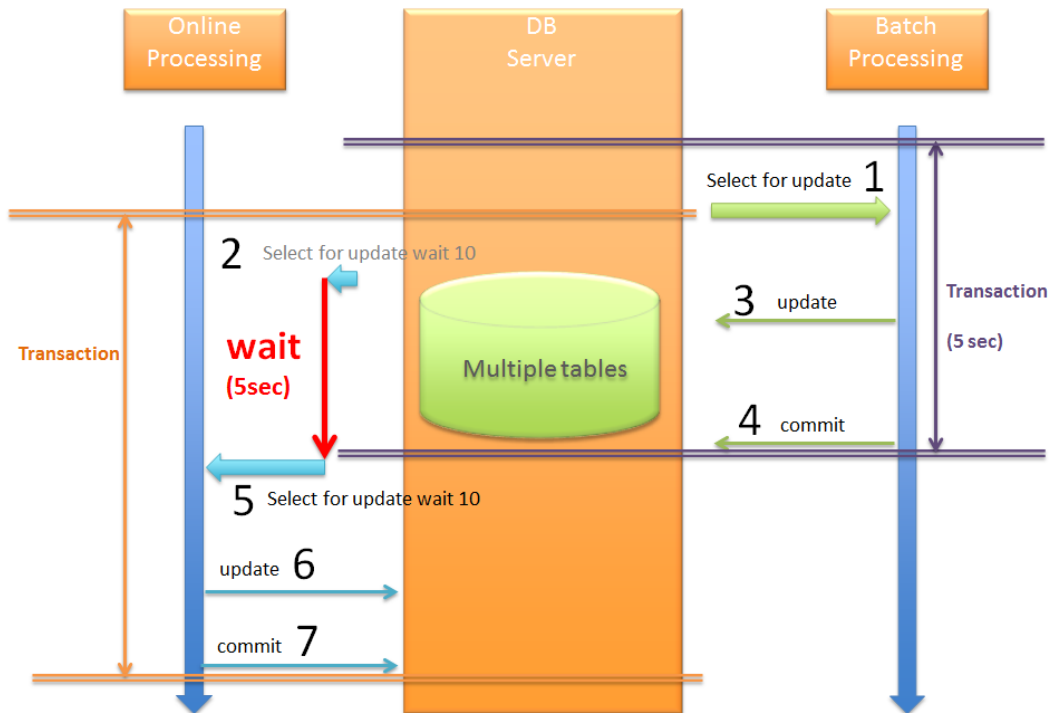 Online
Processing
DB
Server
Batch
Processing
Select for update 1
2 Select for update wait 10
3 update
Transaction
(5 sec)
Transaction
wait
(5sec)
Multiple tables
4 commit
5 Select for update wait 10
update 6
commit 7